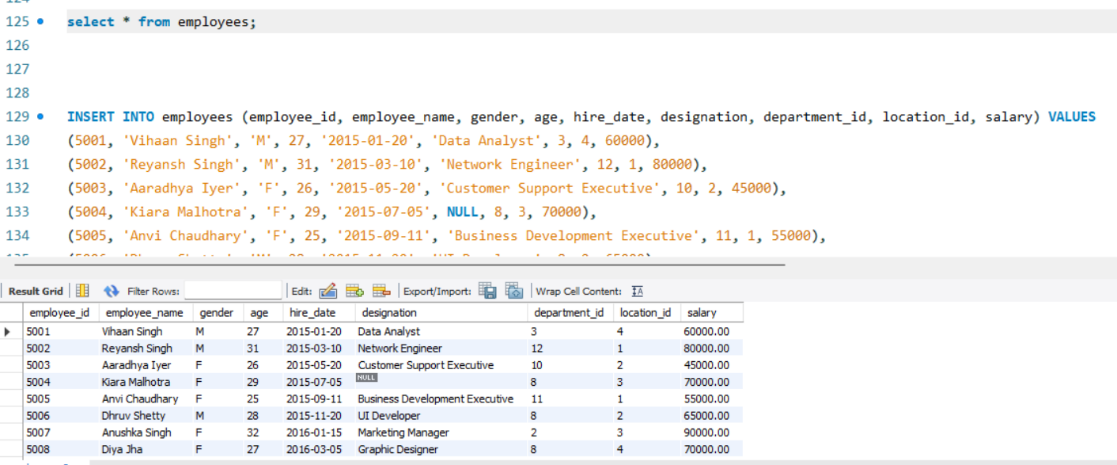 125 select * from employees;
126
127
128
129 INSERT INTO employees (employee_id, employee_name, gender, age, hire_date, designation, department_id, location_id, salary) VALUES
130 (5001, 'Vihaan Singh', 'M', 27, '2015-01-20', 'Data Analyst', 3, 4, 60000),
131 (5002, 'Reyansh Singh', 'M', 31, '2015-03-10', 'Network Engineer', 12, 1, 80000),
132 (5003, 'Aaradhya Iyer', 'F', 26, '2015-05-20', 'Customer Support Executive', 10, 2, 45000),
133 (5004, 'Kiara Malhotra', 'F', 29, '2015-07-05', NULL, 8, 3, 70000),
134 (5005, 'Anvi Chaudhary', 'F', 25, '2015-09-11', 'Business Development Executive', 11, 1, 55000),
Result Grid Filter Rows: Edit: Export/Import: Wrap Cell Content:
employee_id employee_name gender age hire_date designation department_id location_id salary
5001 Vihaan Singh M 27 2015-01-20 Data Analyst 3 4 60000.00
5002 Reyansh Singh M 31 2015-03-10 Network Engineer 12 1 80000.00
5003 Aaradhya Iyer F 26 2015-05-20 Customer Support Executive 10 2 45000.00
5004 Kiara Malhotra F 29 2015-07-05 NULL 8 3 70000.00
5005 Anvi Chaudhary F 25 2015-09-11 Business Development Executive 11 1 55000.00
5006 Dhruv Shetty M 28 2015-11-20 UI Developer 8 2 65000.00
5007 Anushka Singh F 32 2016-01-15 Marketing Manager 2 3 90000.00
5008 Diya Jha F 27 2016-03-05 Graphic Designer 8 4 70000.00